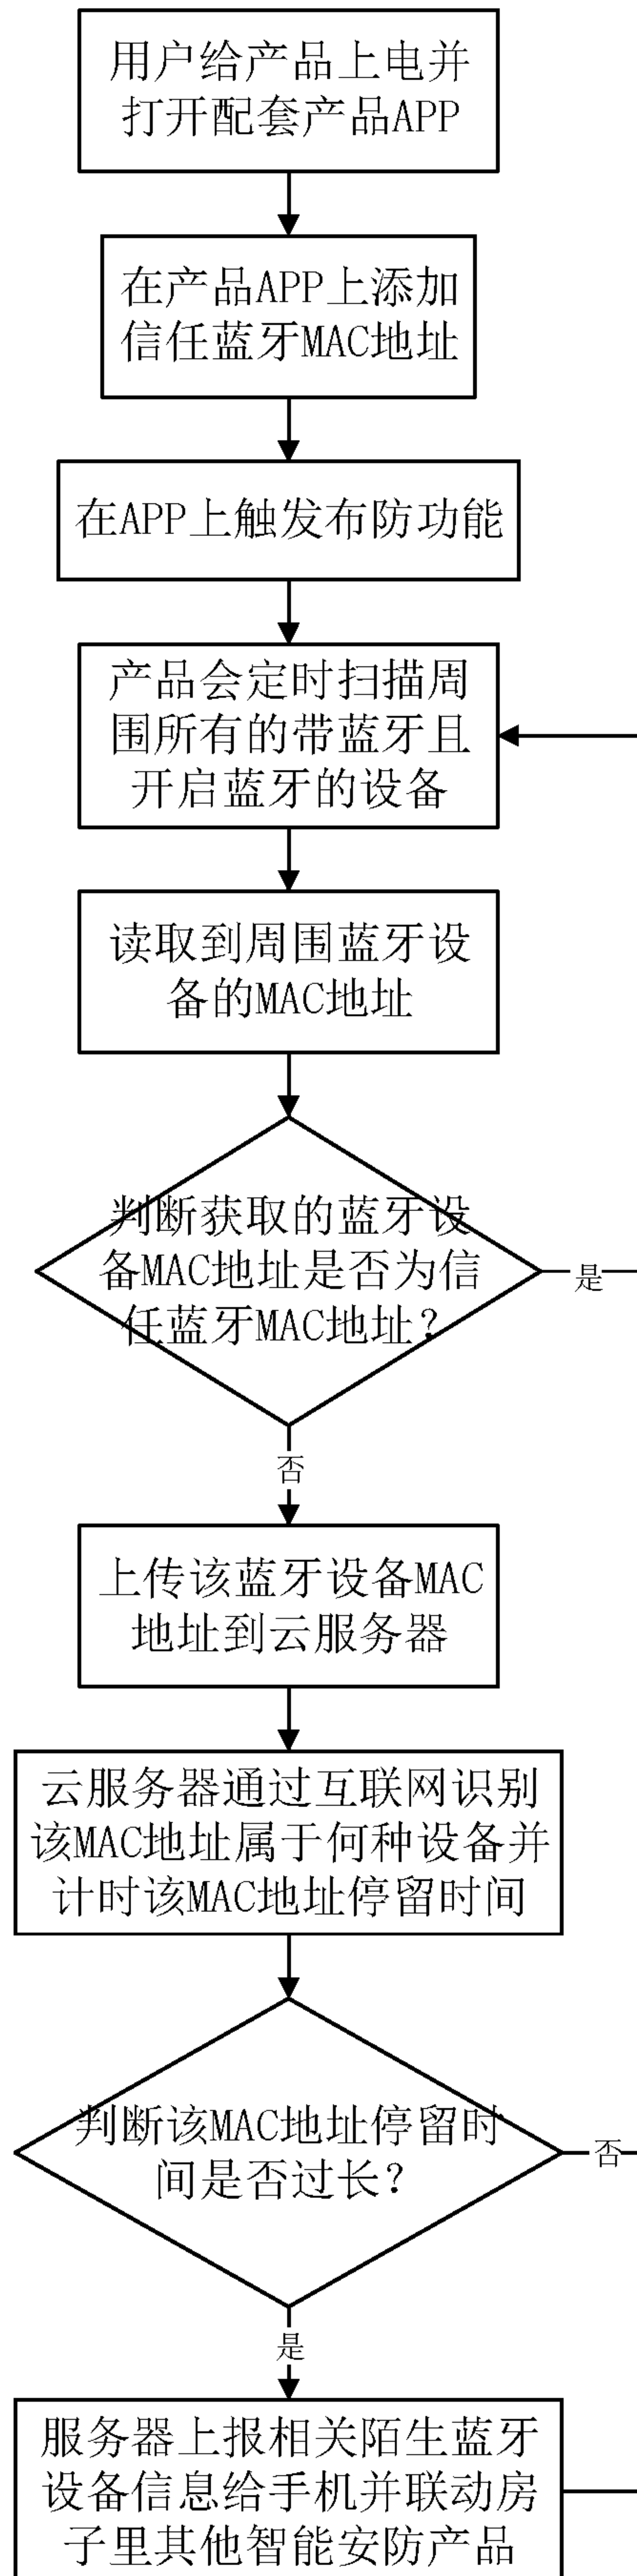 用户给产品上电并
打开配套产品APP
在产品APP上添加
信任蓝牙MAC地址
在APP上触发布防功能
产品会定时扫描周
围所有的带蓝牙且
开启蓝牙的设备
读取到周围蓝牙设
备的MAC地址
判断获取的蓝牙设
备MAC地址是否为信
任蓝牙MAC地址?
是
否
上传该蓝牙设备MAC
地址到云服务器
云服务器通过互联网识别
该MAC地址属于何种设备并
计时该MAC地址停留时间
判断该MAC地址停留时
间是否过长?
否
是
服务器上报相关陌生蓝牙
设备信息给手机并联动房
子里其他智能安防产品